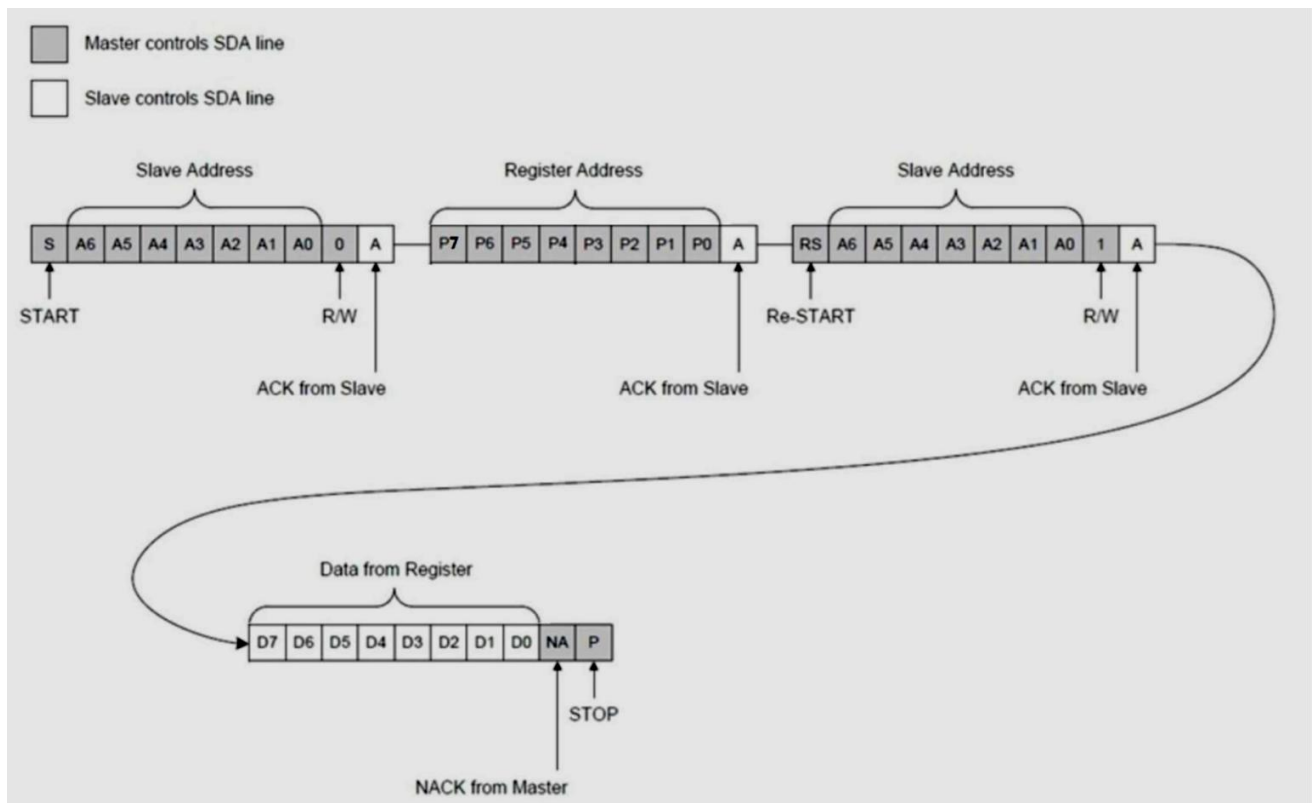 Master controls SDA line
Slave controls SDA line
Slave Address
Register Address
Slave Address
S A6 A5 A4 A3 A2 A1 A0 0 A P7 P6 P5 P4 P3 P2 P1 P0 A RS A6 A5 A4 A3 A2 A1 A0 1 A
START R/W Re-START R/W
ACK from Slave ACK from Slave ACK from Slave
Data from Register
D7 D6 D5 D4 D3 D2 D1 D0 NA P
STOP
NACK from Master